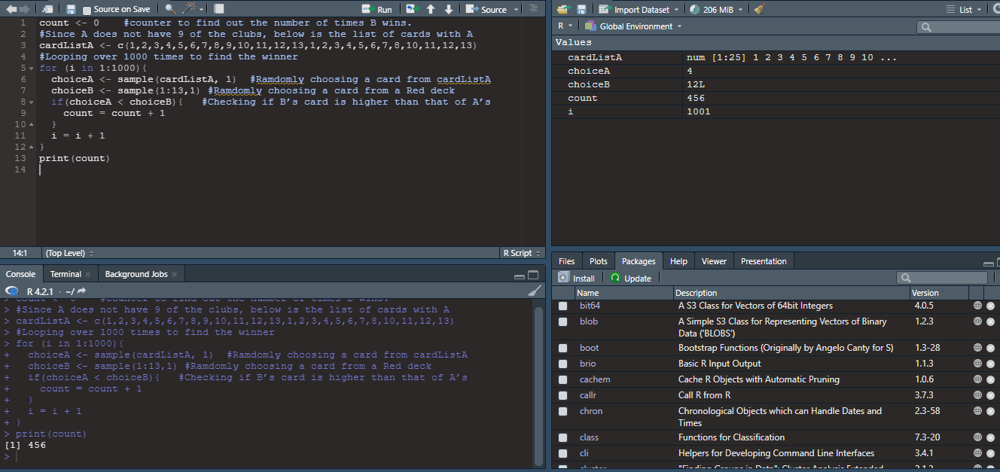 Source on Save
Run
Source
1 count <- 0    #counter to find out the number of times B wins.
2 #Since A does not have 9 of the clubs, below is the list of cards with A
3 cardListA <- c(1,2,3,4,5,6,7,8,9,10,11,12,13,1,2,3,4,5,6,7,8,10,11,12,13)
4 #Looping over 1000 times to find the winner
5 for (i in 1:1000){
6   choiceA <- sample(cardListA, 1)  #Ramdomly choosing a card from cardListA
7   choiceB <- sample(1:13,1) #Ramdomly choosing a card from a Red deck
8   if(choiceA < choiceB){   #Checking if B’s card is higher than that of A’s
9     count = count + 1
10   }
11   i = i + 1
12 }
13 print(count)
14
14:1 (Top Level) R Script
Console Terminal Background Jobs
R 4.2.1 · ~/
> #Since A does not have 9 of the clubs, below is the list of cards with A
> cardListA <- c(1,2,3,4,5,6,7,8,9,10,11,12,13,1,2,3,4,5,6,7,8,10,11,12,13)
> #Looping over 1000 times to find the winner
> for (i in 1:1000){
+   choiceA <- sample(cardListA, 1)  #Ramdomly choosing a card from cardListA
+   choiceB <- sample(1:13,1) #Ramdomly choosing a card from a Red deck
+   if(choiceA < choiceB){   #Checking if B’s card is higher than that of A’s
+     count = count + 1
+   }
+   i = i + 1
+ }
> print(count)
[1] 456
>
Import Dataset 206 MiB List
R Global Environment
Values
cardListA num [1:25] 1 2 3 4 5 6 7 8 9 10 ...
choiceA 4
choiceB 12L
count 456
i 1001
Files Plots Packages Help Viewer Presentation
Install Update
Name Description Version
bit64 A S3 Class for Vectors of 64bit Integers 4.0.5
blob A Simple S3 Class for Representing Vectors of Binary 1.2.3
Data ('BLOBS')
boot Bootstrap Functions (Originally by Angelo Canty for S) 1.3-28
brio Basic R Input Output 1.1.3
cachem Cache R Objects with Automatic Pruning 1.0.6
callr Call R from R 3.7.3
chron Chronological Objects which can Handle Dates and 2.3-58
Times
class Functions for Classification 7.3-20
cli Helpers for Developing Command Line Interfaces 3.4.1